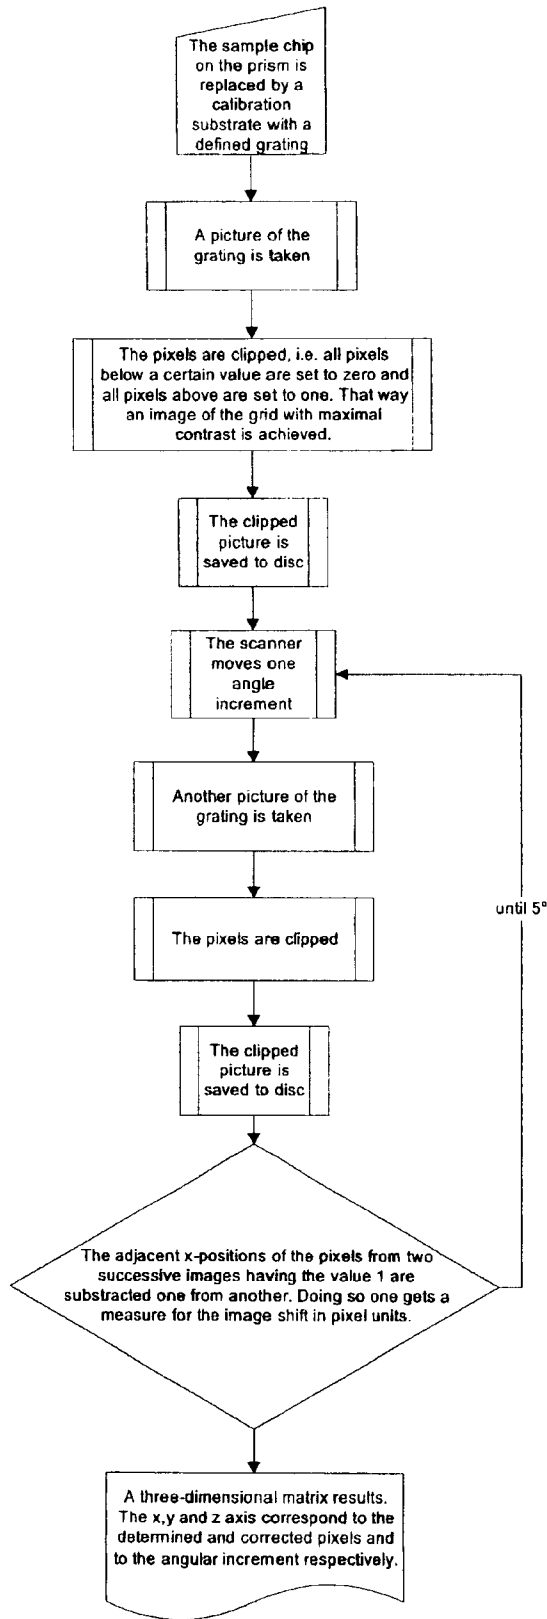 The sample chip
on the prism is
replaced by a
calibration
substrate with a
defined grating
A picture of the
grating is taken
The pixels are clipped, i.e. all pixels
below a certain value are set to zero and
all pixels above are set to one. That way
an image of the grid with maximal
contrast is achieved.
The clipped
picture is
saved to disc
The scanner
moves one
angle
increment
Another picture of the
grating is taken
until 5°
The pixels are clipped
The clipped
picture is
saved to disc
The adjacent x-positions of the pixels from two
successive images having the value 1 are
substracted one from another. Doing so one gets a
measure for the image shift in pixel units.
A three-dimensional matrix results.
The x,y and z axis correspond to the
determined and corrected pixels and
to the angular increment respectively.